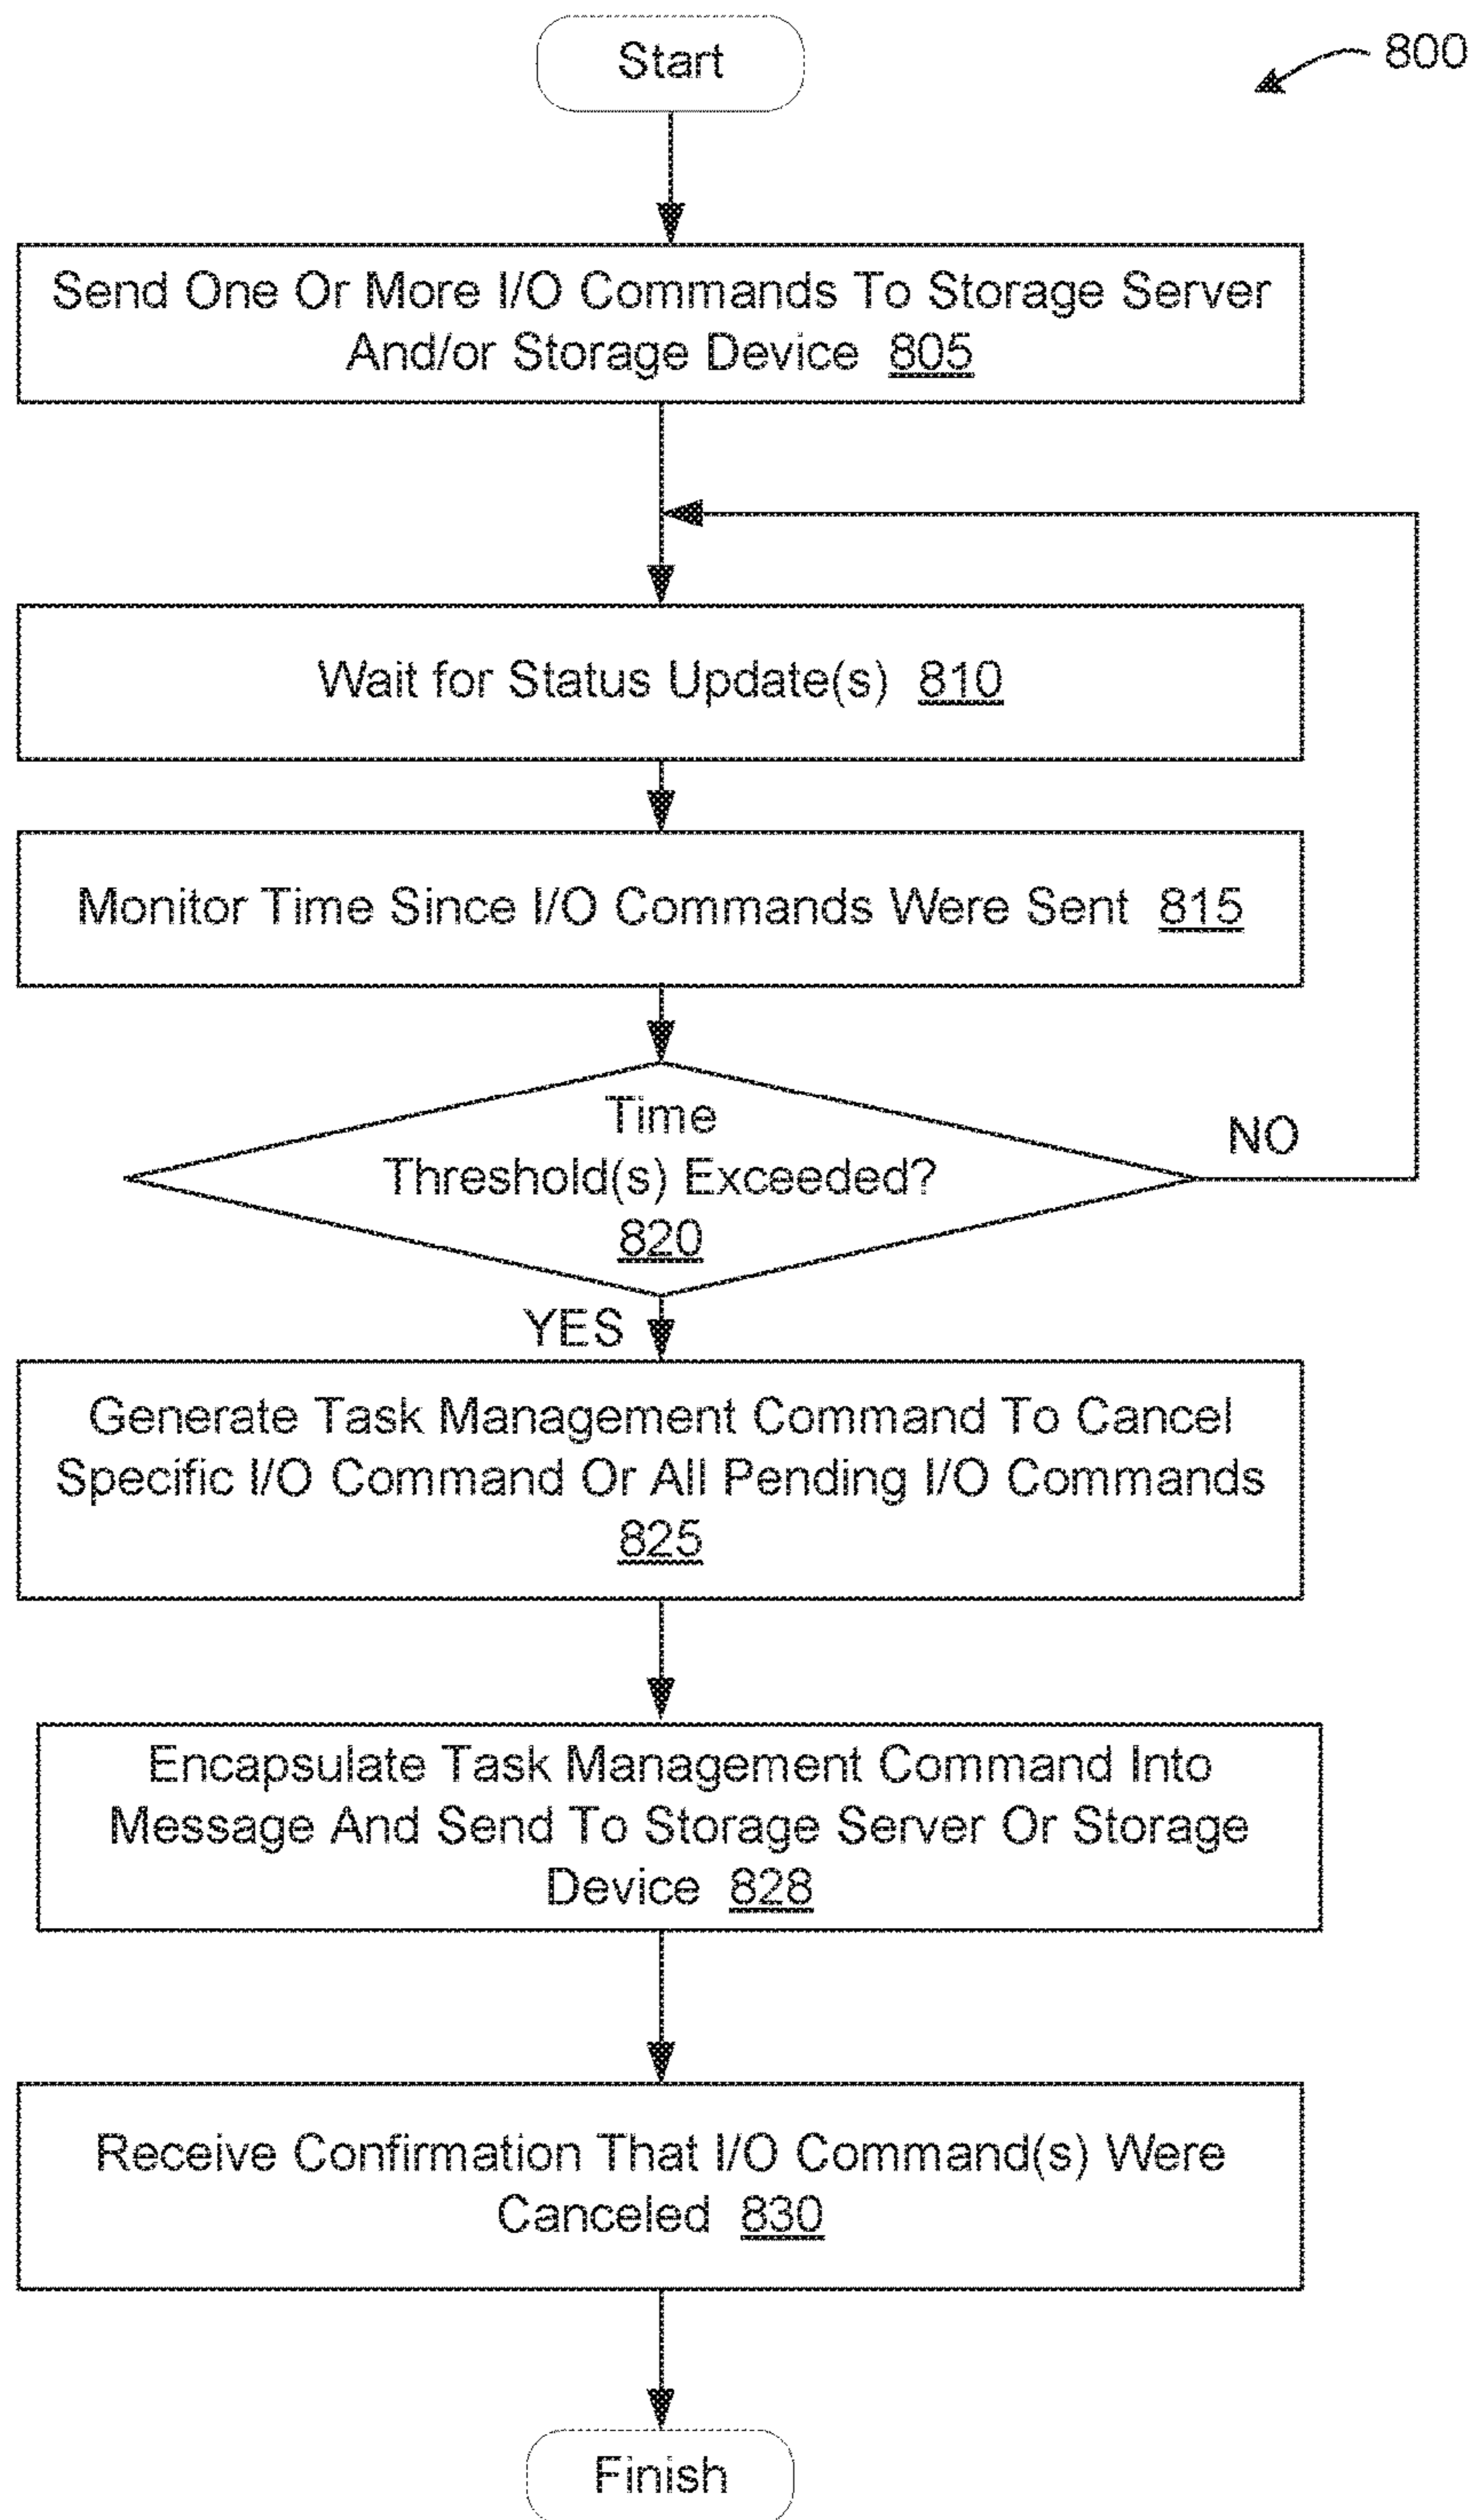 Start
800
Send One Or More I/O Commands To Storage Server
And/or Storage Device 805
Wait for Status Update(s) 810
Monitor Time Since I/O Commands Were Sent 815
Time
Threshold(s) Exceeded?
820
NO
YES
Generate Task Management Command To Cancel
Specific I/O Command Or All Pending I/O Commands
825
Encapsulate Task Management Command Into
Message And Send To Storage Server Or Storage
Device 828
Receive Confirmation That I/O Command(s) Were
Canceled 830
Finish